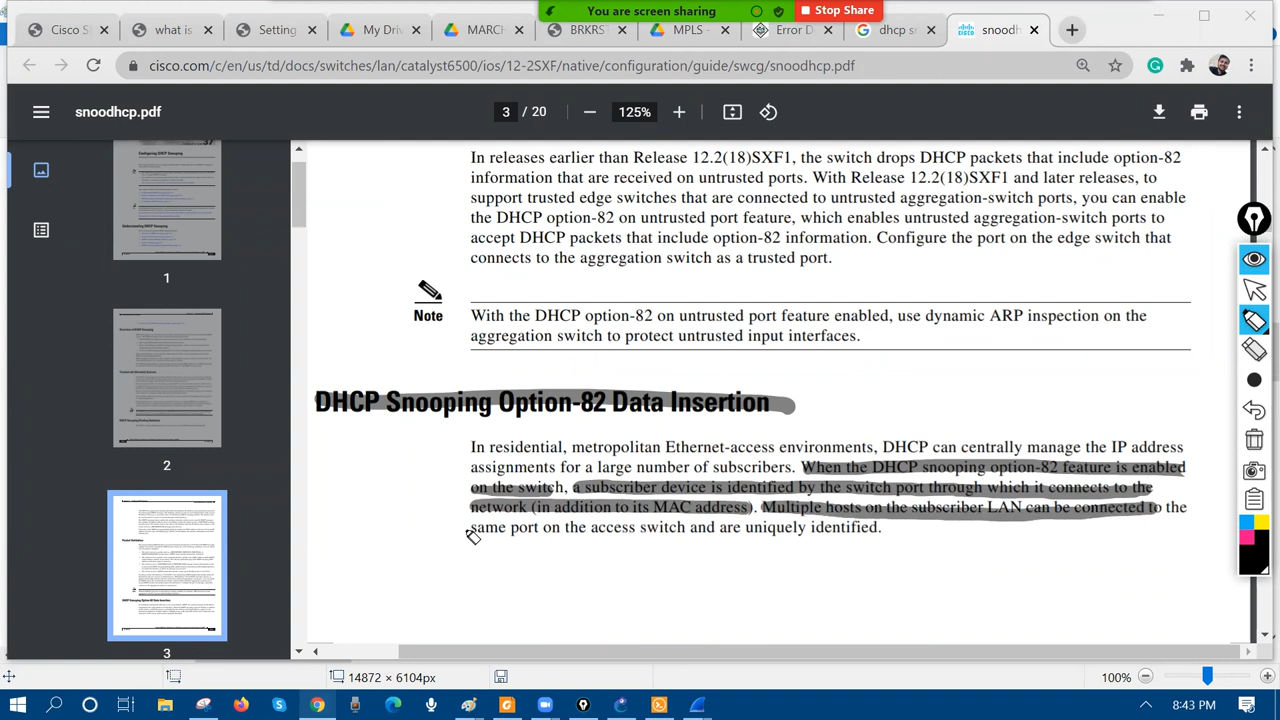 You are screen sharing
Stop Share
Cisco S
what is
setting
My Driv
MARCH
BRKRST
MPLS-
Error D
dhcp sn
snoodh
cisco.com/c/en/us/td/docs/switches/lan/catalyst6500/ios/12-2SXF/native/configuration/guide/swcg/snoodhcp.pdf
snoodhcp.pdf
3 / 20
125%
In releases earlier than Release 12.2(18)SXF1, the switch drops DHCP packets that include option-82
information that are received on untrusted ports. With Release 12.2(18)SXF1 and later releases, to
support trusted edge switches that are connected to untrusted aggregation-switch ports, you can enable
the DHCP option-82 on untrusted port feature, which enables untrusted aggregation-switch ports to
accept DHCP packets that include option-82 information. Configure the port on the edge switch that
connects to the aggregation switch as a trusted port.
1
Note
With the DHCP option-82 on untrusted port feature enabled, use dynamic ARP inspection on the
aggregation switch to protect untrusted input interfaces.
DHCP Snooping Option-82 Data Insertion
In residential, metropolitan Ethernet-access environments, DHCP can centrally manage the IP address
assignments for a large number of subscribers. When the DHCP snooping option-82 feature is enabled
on the switch, a subscriber device is identified by the switch port through which it connects to the
network (in addition to its MAC address). Multiple hosts on the subscriber LAN can be connected to the
same port on the access switch and are uniquely identified.
2
3
14872 × 6104px
100%
8:43 PM